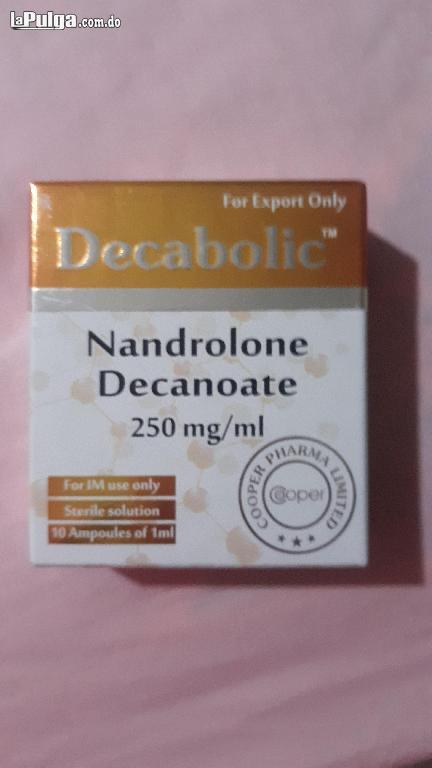 laPulga.com.do
For Export Only
Decabolic™
Nandrolone
Decanoate
250 mg/ml
For IM use only
Sterile solution
10 Ampoules of 1ml
COOPER PHARMA LIMITED
Cooper